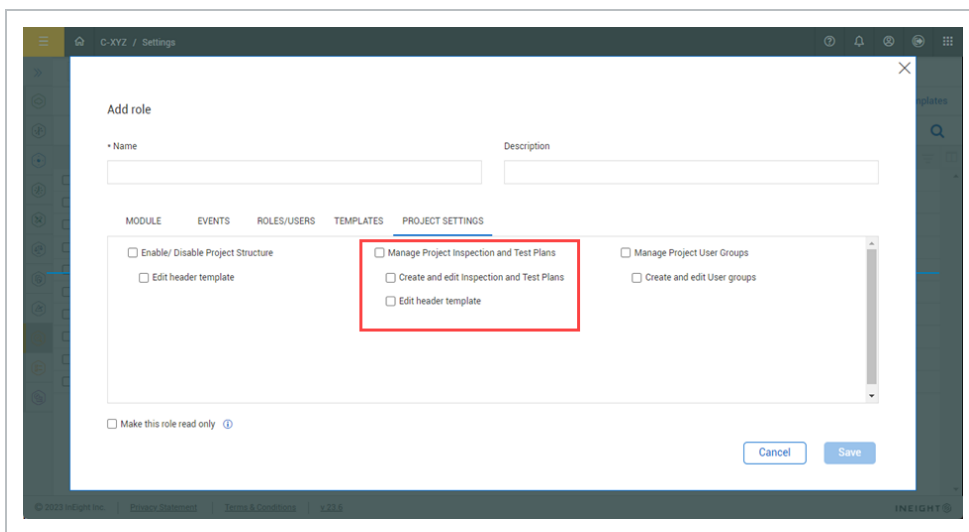 C-XYZ / Settings
Add role
* Name
Description
MODULE EVENTS ROLES/USERS TEMPLATES PROJECT SETTINGS
Enable/ Disable Project Structure
Edit header template
Manage Project Inspection and Test Plans
Create and edit Inspection and Test Plans
Edit header template
Manage Project User Groups
Create and edit User groups
Make this role read only
Cancel Save
© 2023 InEight Inc. Privacy Statement Terms & Conditions v 23.6
INEIGHT